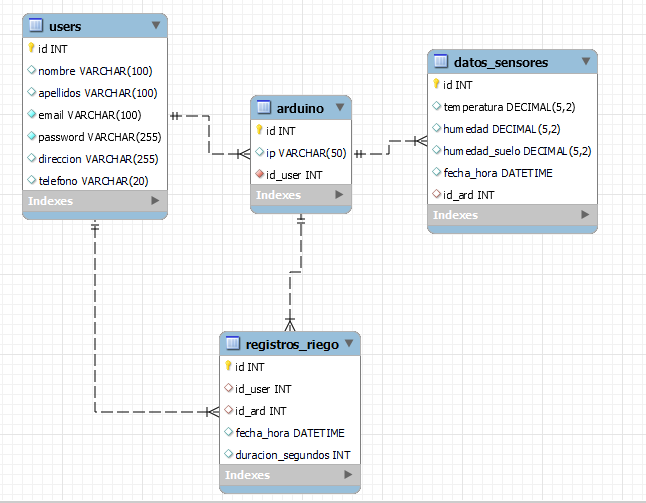 users
id INT
nombre VARCHAR(100)
apellidos VARCHAR(100)
email VARCHAR(100)
password VARCHAR(255)
direccion VARCHAR(255)
telefono VARCHAR(20)
Indexes
arduino
id INT
ip VARCHAR(50)
id_user INT
Indexes
datos_sensores
id INT
temperatura DECIMAL(5,2)
humedad DECIMAL(5,2)
humedad_suelo DECIMAL(5,2)
fecha_hora DATETIME
id_ard INT
Indexes
registros_riego
id INT
id_user INT
id_ard INT
fecha_hora DATETIME
duracion_segundos INT
Indexes